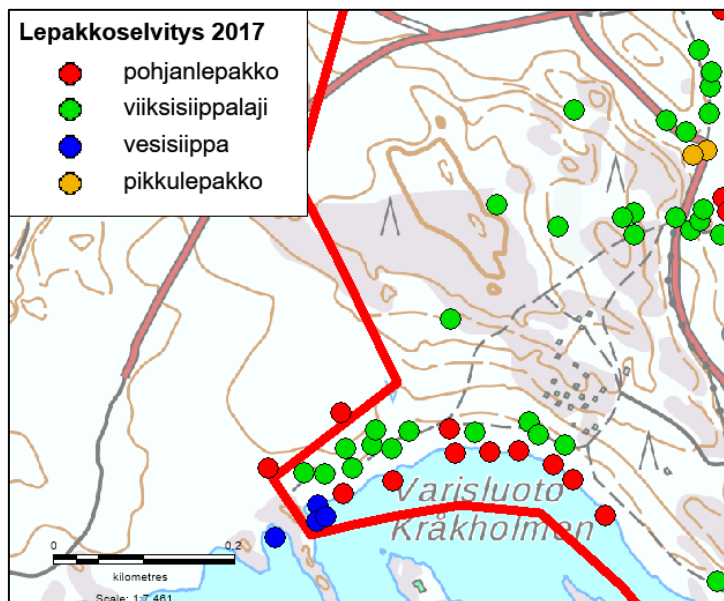 Lepakkoselvitys 2017
pohjanlepakko
viiksisiippalaji
vesisiippa
pikkulepakko
Varisluoto
Kråkholmen
0 0.2
kilometres
Scale: 1:7 461